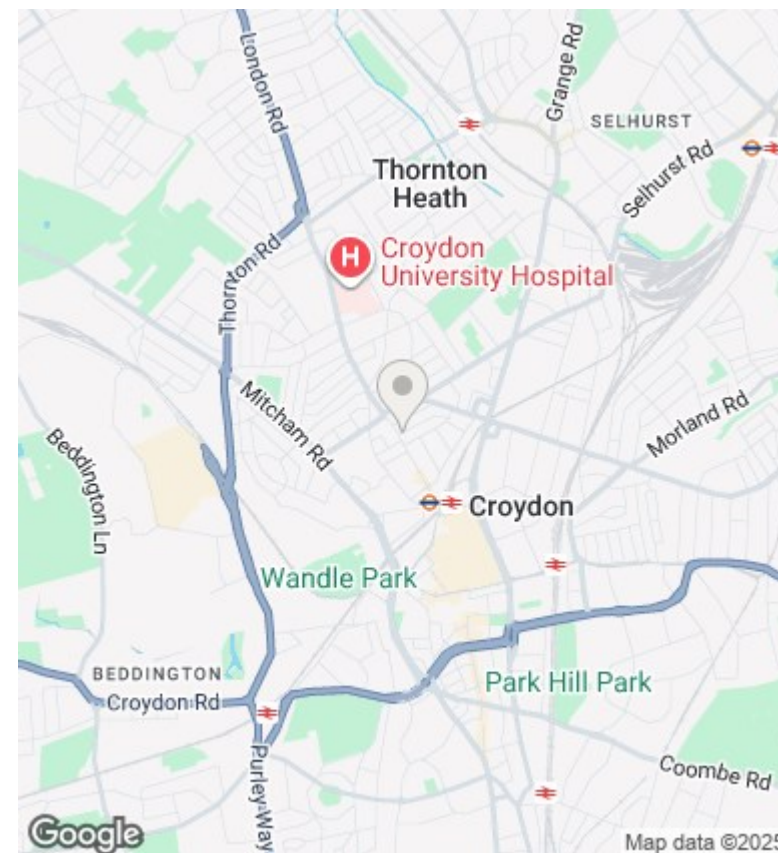 London Rd
Grange Rd
SELHURST
Selhurst Rd
Thornton
Heath
Thornton Rd
H
Croydon
University Hospital
Mitcham Rd
Morland Rd
Beddington Ln
Croydon
Wandle Park
BEDDINGTON
Croydon Rd
Park Hill Park
Purley Way
Coombe Rd
Google
Map data ©2025